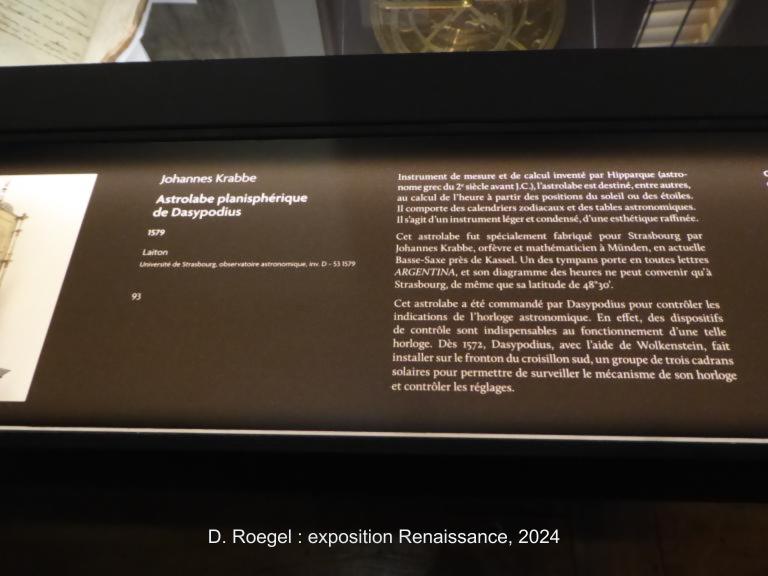 Johannes Krabbe
Astrolabe planisphérique
de Dasypodius
1579
Laiton
Université de Strasbourg, observatoire astronomique, inv. D - 53 1579
93
Instrument de mesure et de calcul inventé par Hipparque (astro-
nome grec du 2e siècle avant J.C.), l'astrolabe est destiné, entre autres,
au calcul de l'heure à partir des positions du soleil ou des étoiles.
Il comporte des calendriers zodiacaux et des tables astronomiques.
Il s'agit d'un instrument léger et condensé, d'une esthétique raffinée.
Cet astrolabe fut spécialement fabriqué pour Strasbourg par
Johannes Krabbe, orfèvre et mathématicien à Münden, en actuelle
Basse-Saxe près de Kassel. Un des tympans porte en toutes lettres
ARGENTINA, et son diagramme des heures ne peut convenir qu'à
Strasbourg, de même que sa latitude de 48°30'.
Cet astrolabe a été commandé par Dasypodius pour contrôler les
indications de l'horloge astronomique. En effet, des dispositifs
de contrôle sont indispensables au fonctionnement d'une telle
horloge. Dès 1572, Dasypodius, avec l'aide de Wolkenstein, fait
installer sur le fronton du croisillon sud, un groupe de trois cadrans
solaires pour permettre de surveiller le mécanisme de son horloge
et contrôler les réglages.
D. Roegel : exposition Renaissance, 2024